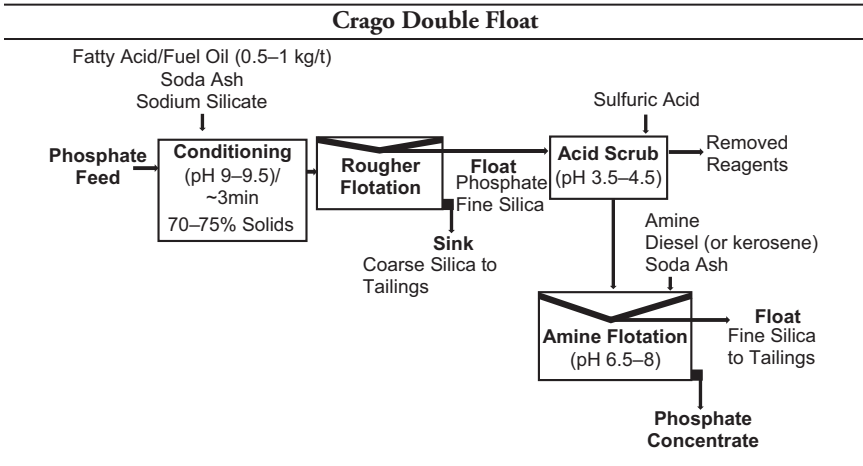 Crago Double Float
Fatty Acid/Fuel Oil (0.5–1 kg/t)
Soda Ash
Sodium Silicate
Phosphate
Feed
Conditioning
(pH 9–9.5)/
~3min
70–75% Solids
Rougher
Flotation
Float
Phosphate
Fine Silica
Sink
Coarse Silica to
Tailings
Sulfuric Acid
Acid Scrub
(pH 3.5–4.5)
Removed
Reagents
Amine
Diesel (or kerosene)
Soda Ash
Amine Flotation
(pH 6.5–8)
Float
Fine Silica
to Tailings
Phosphate
Concentrate